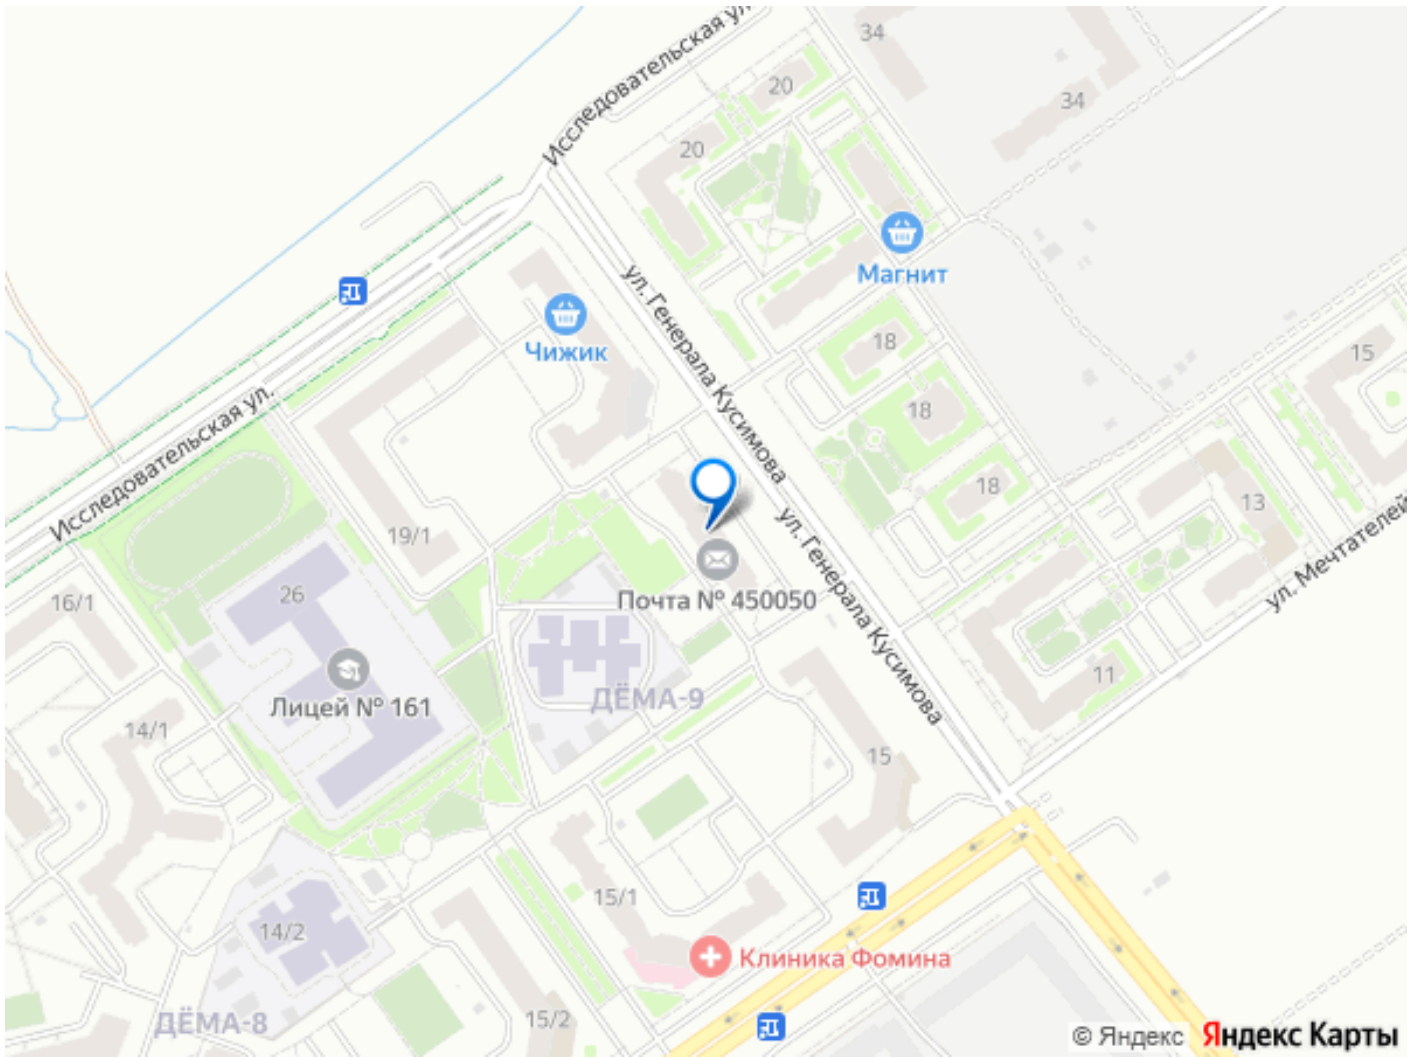 Исследовательская ул.
34
20
34
20
Магнит
ул. Генерала Кусимова
Чижик
18
15
18
Исследовательская ул.
18
13
19/1
ул. Генерала Кусимова
ул. Мечтателей
16/1
26
Почта № 450050
Лицей № 161
ДЁМА-9
11
14/1
15
15/1
14/2
Клиника Фомина
ДЁМА-8
15/2
© Яндекс Яндекс Карты